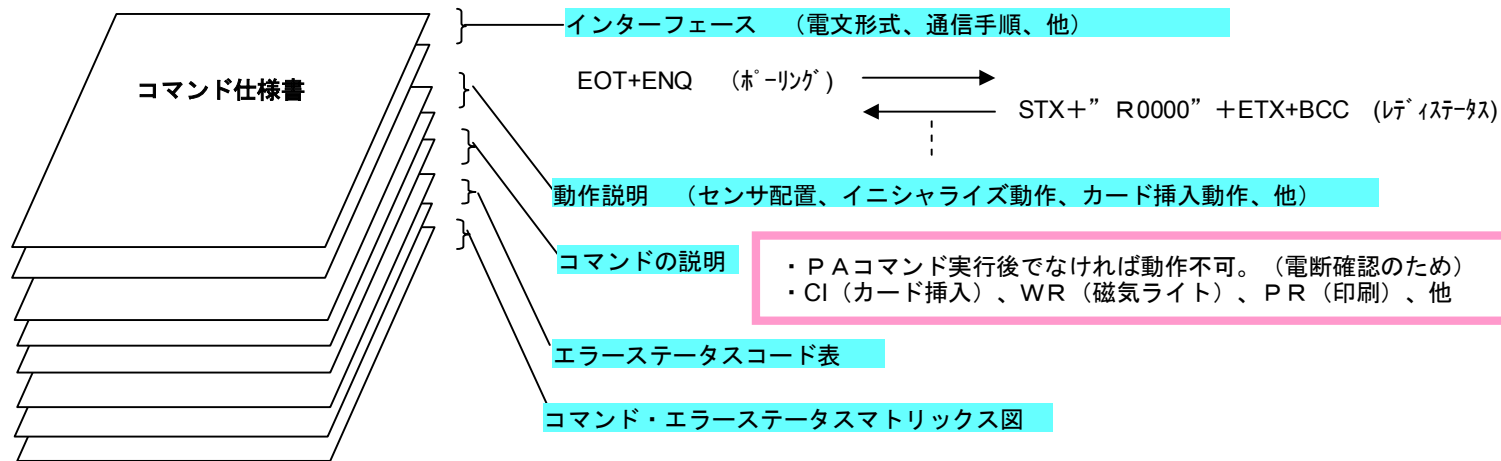 インターフェース （電文形式、通信手順、他）
コマンド仕様書
EOT+ENQ （ﾎﾟｰﾘﾝｸﾞ）
STX＋”Ｒ0000”＋ETX+BCC （ﾚﾃﾞｨｽﾃｰﾀｽ）
動作説明 （センサ配置、イニシャライズ動作、カード挿入動作、他）
コマンドの説明
・ＰＡコマンド実行後でなければ動作不可。（電断確認のため）
・CI（カード挿入）、ＷＲ（磁気ライト）、ＰＲ（印刷）、他
エラーステータスコード表
コマンド・エラーステータスマトリックス図